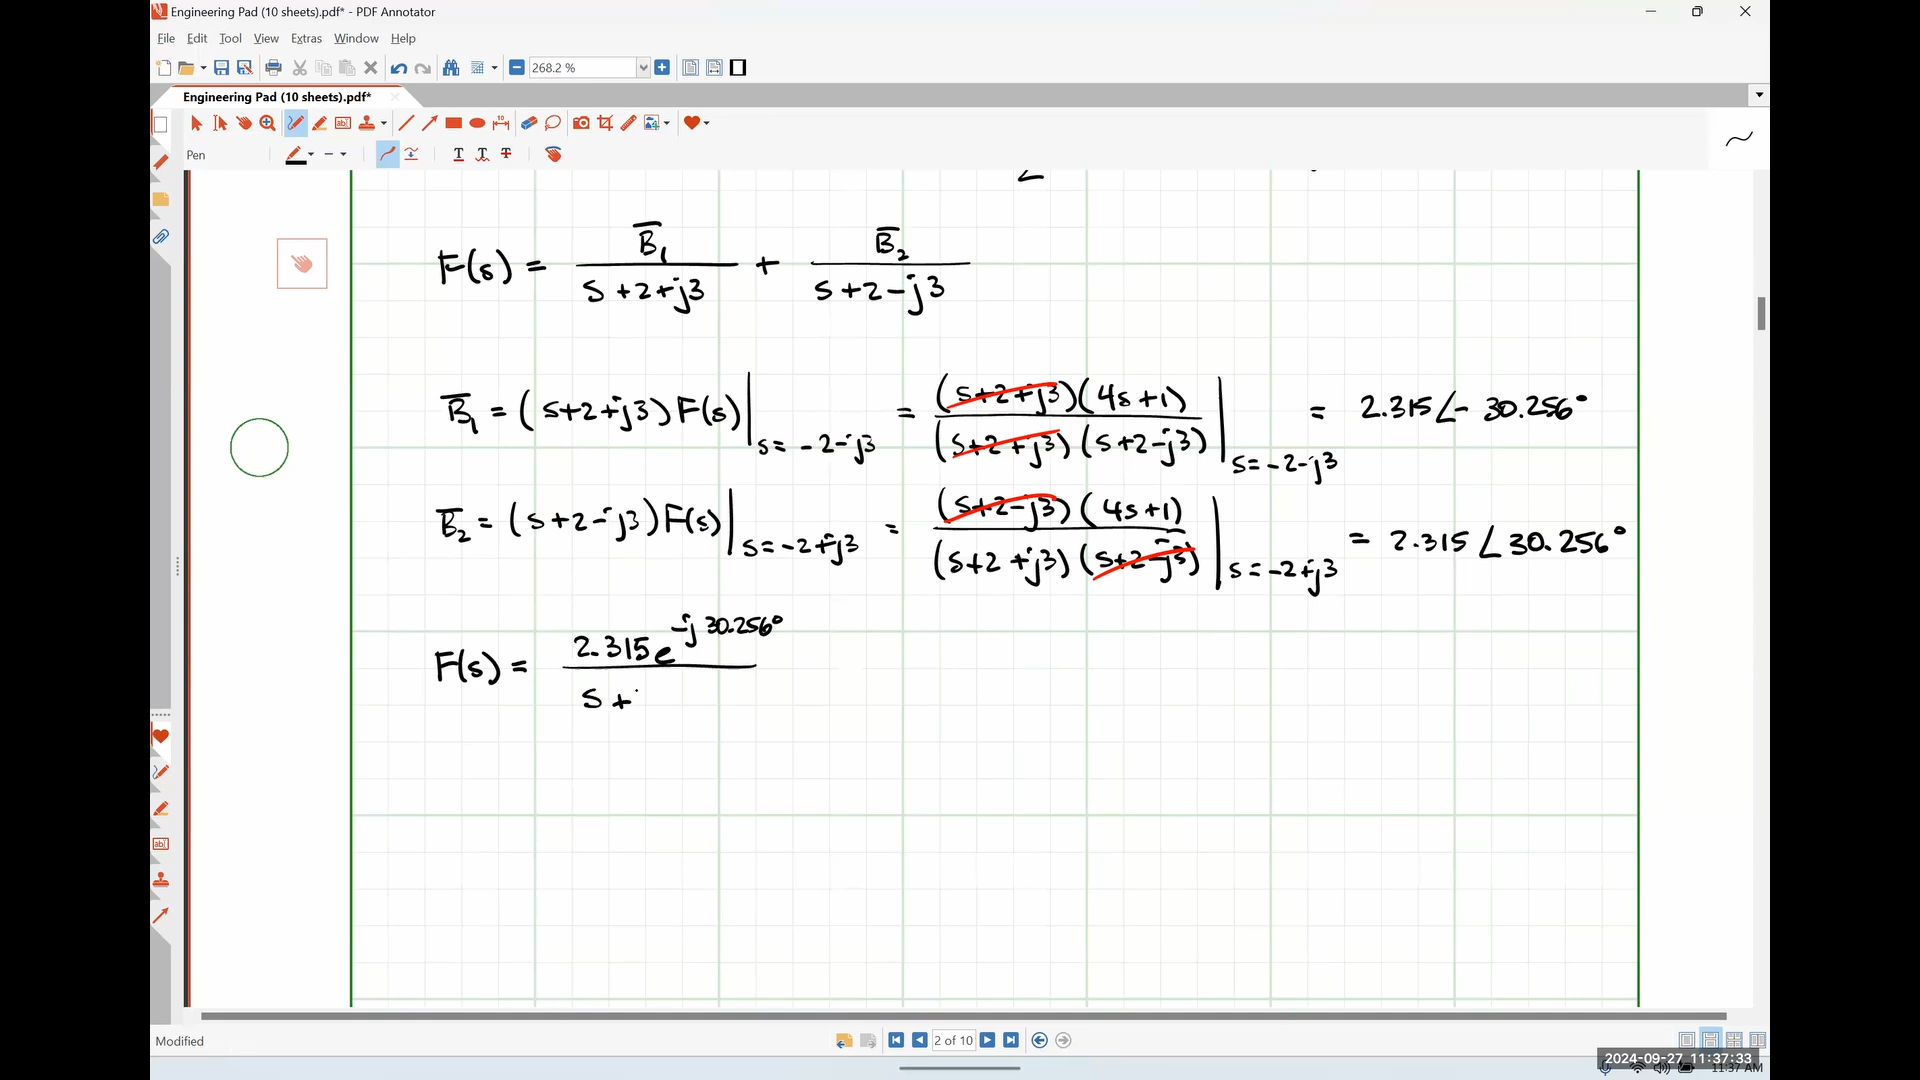 Engineering Pad (10 sheets).pdf* - PDF Annotator
File Edit Tool View Extras Window Help
268.2 %
Engineering Pad (10 sheets).pdf*
Pen
F(s) = B̅₁ / (s+2+j3) + B̅₂ / (s+2-j3)
B̅₁ = (s+2+j3)F(s)|s=-2-j3 = (s+2+j3)(4s+1) / (s+2+j3)(s+2-j3) |s=-2-j3 = 2.315∠-30.256°
B̅₂ = (s+2-j3)F(s)|s=-2+j3 = (s+2-j3)(4s+1) / (s+2+j3)(s+2-j3) |s=-2+j3 = 2.315∠30.256°
F(s) = 2.315e^-j30.256° / s+
Modified
2 of 10
2024-09-27 11:37:33
11:37 AM